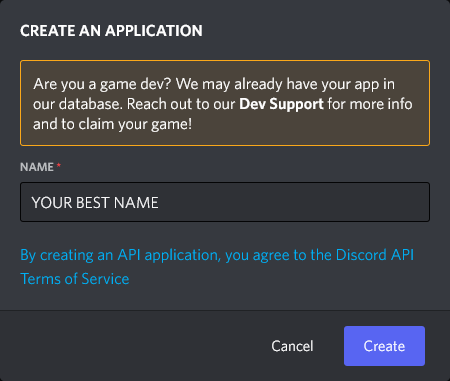 CREATE AN APPLICATION
Are you a game dev? We may already have your app in
our database. Reach out to our Dev Support for more info
and to claim your game!
NAME *
YOUR BEST NAME
By creating an API application, you agree to the Discord API
Terms of Service
Cancel Create